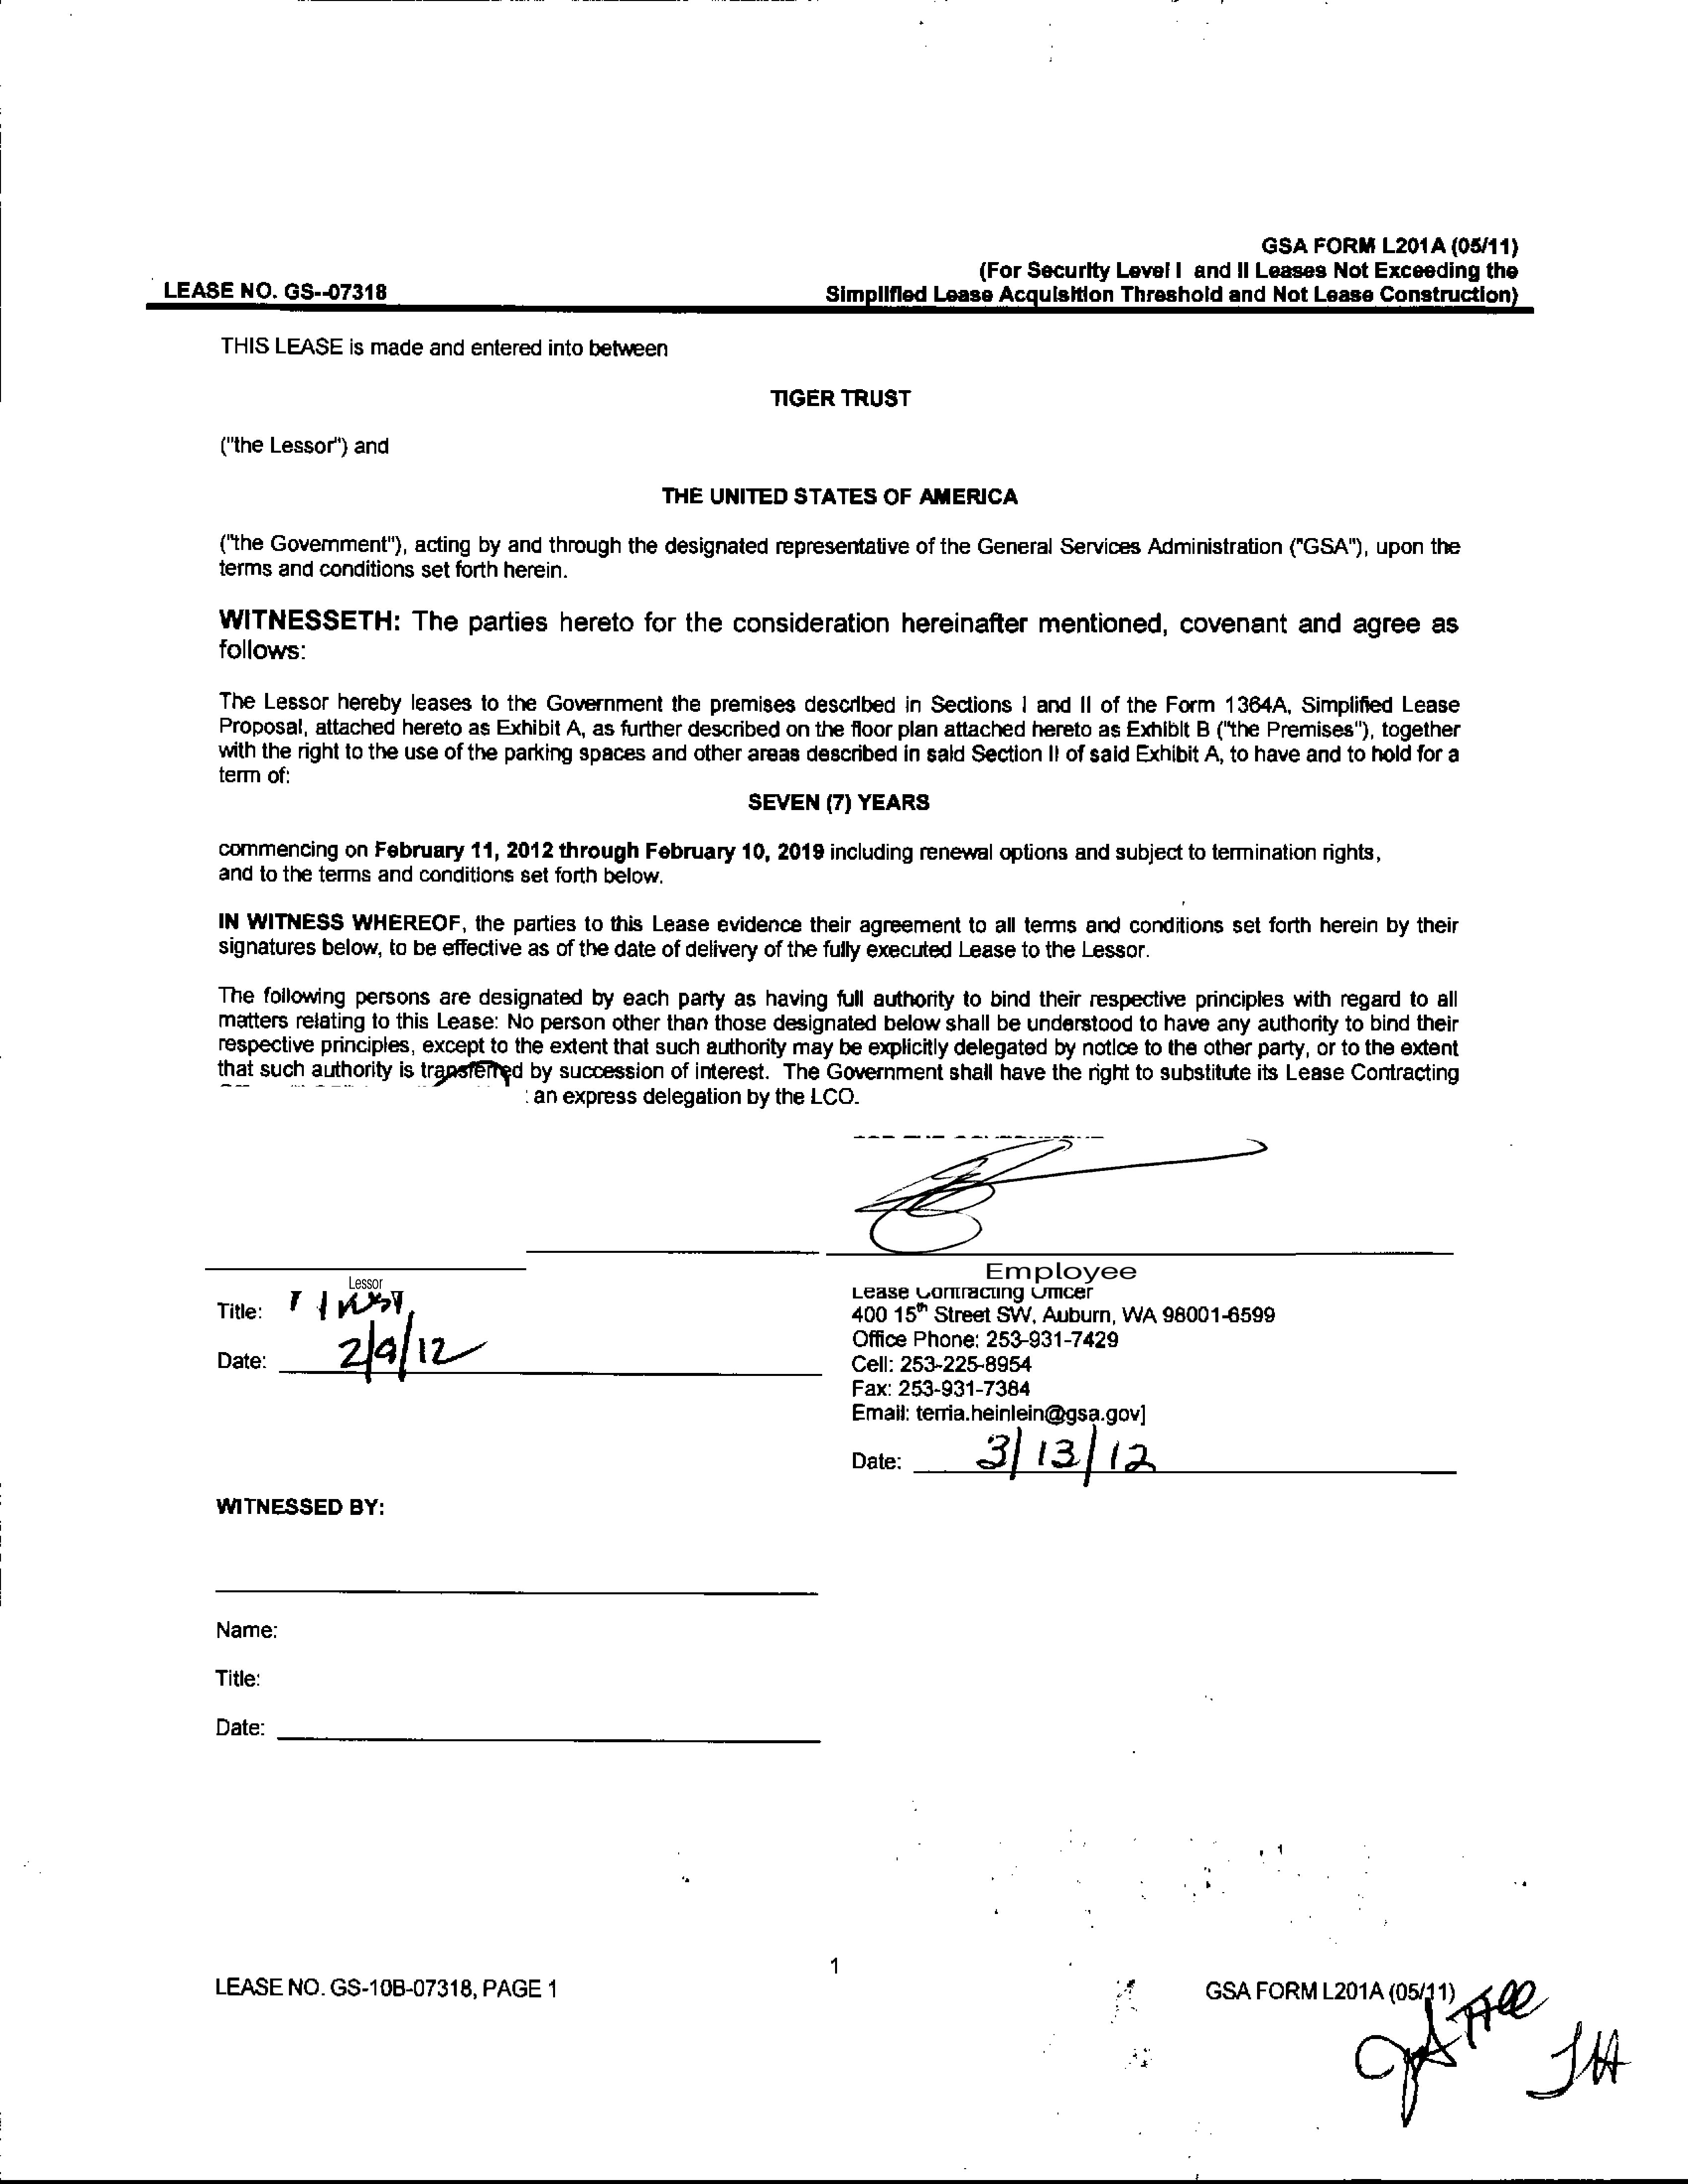 GSA FORM L201A (05/11)
(For Security Level I and II Leases Not Exceeding the
LEASE NO. GS--07318 Simplified Lease Acquisition Threshold and Not Lease Construction)
THIS LEASE is made and entered into between
TIGER TRUST
("the Lessor") and
THE UNITED STATES OF AMERICA
("the Government"), acting by and through the designated representative of the General Services Administration ("GSA"), upon the
terms and conditions set forth herein.
WITNESSETH: The parties hereto for the consideration hereinafter mentioned, covenant and agree as
follows:
The Lessor hereby leases to the Government the premises described in Sections I and II of the Form 1364A, Simplified Lease
Proposal, attached hereto as Exhibit A, as further described on the floor plan attached hereto as Exhibit B ("the Premises"), together
with the right to the use of the parking spaces and other areas described in said Section II of said Exhibit A, to have and to hold for a
term of:
SEVEN (7) YEARS
commencing on February 11, 2012 through February 10, 2019 including renewal options and subject to termination rights,
and to the terms and conditions set forth below.
IN WITNESS WHEREOF, the parties to this Lease evidence their agreement to all terms and conditions set forth herein by their
signatures below, to be effective as of the date of delivery of the fully executed Lease to the Lessor.
The following persons are designated by each party as having full authority to bind their respective principles with regard to all
matters relating to this Lease: No person other than those designated below shall be understood to have any authority to bind their
respective principles, except to the extent that such authority may be explicitly delegated by notice to the other party, or to the extent
that such authority is transferred by succession of interest. The Government shall have the right to substitute its Lease Contracting
an express delegation by the LCO.
Lessor
Title:
Date: 2/9/12
Employee
Lease Contracting Officer
400 15th Street SW, Auburn, WA 98001-6599
Office Phone: 253-931-7429
Cell: 253-225-8954
Fax: 253-931-7384
Email: terria.heinlein@gsa.gov]
Date: 3/13/12
WITNESSED BY:
Name:
Title:
Date:
1
LEASE NO. GS-10B-07318, PAGE 1 GSA FORM L201A (05/11)
JH